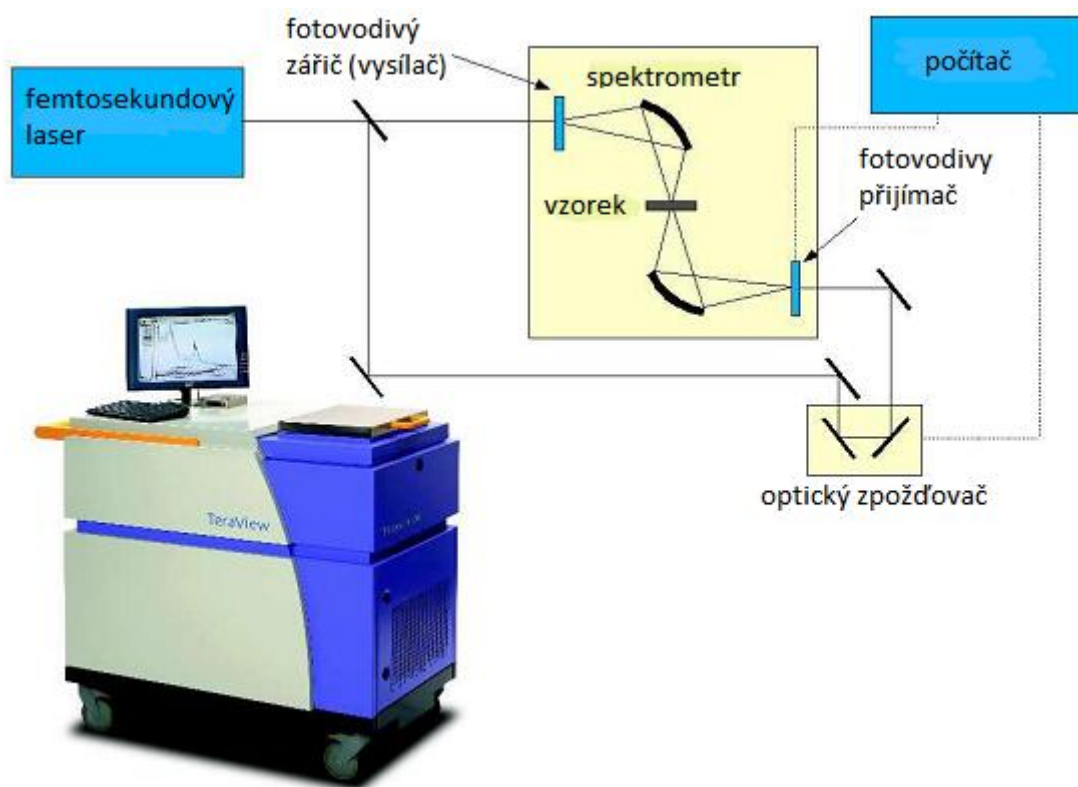 fotovodivý
zářič (vysílač)
spektrometr
počítač
femtosekundový
laser
fotovodivy
přijímač
vzorek
optický zpožďovač
TeraView